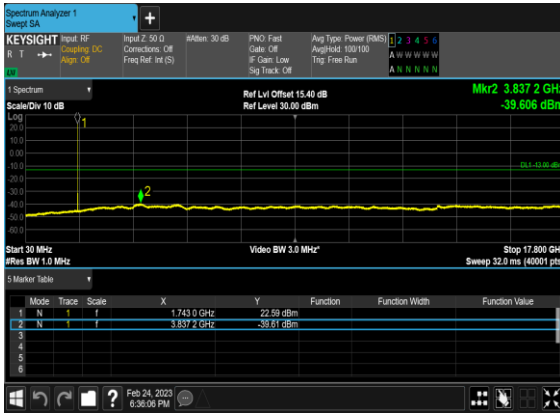 Spectrum Analyzer 1
Swept SA
+
KEYSIGHT Input: RF Input Z: 50 Ω #Atten: 30 dB PNO: Fast Avg Type: Power (RMS) 1 2 3 4 5 6
R T Coupling: DC Corrections: Off Gate: Off Avg|Hold: 100/100 A W W W W W
Align: Off Freq Ref: Int (S) IF Gain: Low Trig: Free Run
Sig Track: Off A N N N N N
1 Spectrum Ref Lvl Offset 15.40 dB Mkr2 3.837 2 GHz
Scale/Div 10 dB Ref Level 30.00 dBm -39.606 dBm
Log
20.0
10.0
0.00
-10.0
-20.0
-30.0
-40.0
-50.0
-60.0
1
DL1 -13.00 dBm
2
Start 30 MHz Video BW 3.0 MHz* Stop 17.800 GHz
#Res BW 1.0 MHz Sweep 32.0 ms (40001 pts)
5 Marker Table
Mode Trace Scale X Y Function Function Width Function Value
1 N 1 f 1.743 0 GHz 22.59 dBm
2 N 1 f 3.837 2 GHz -39.61 dBm
3
4
5
6
? Feb 24, 2023
6:36:06 PM